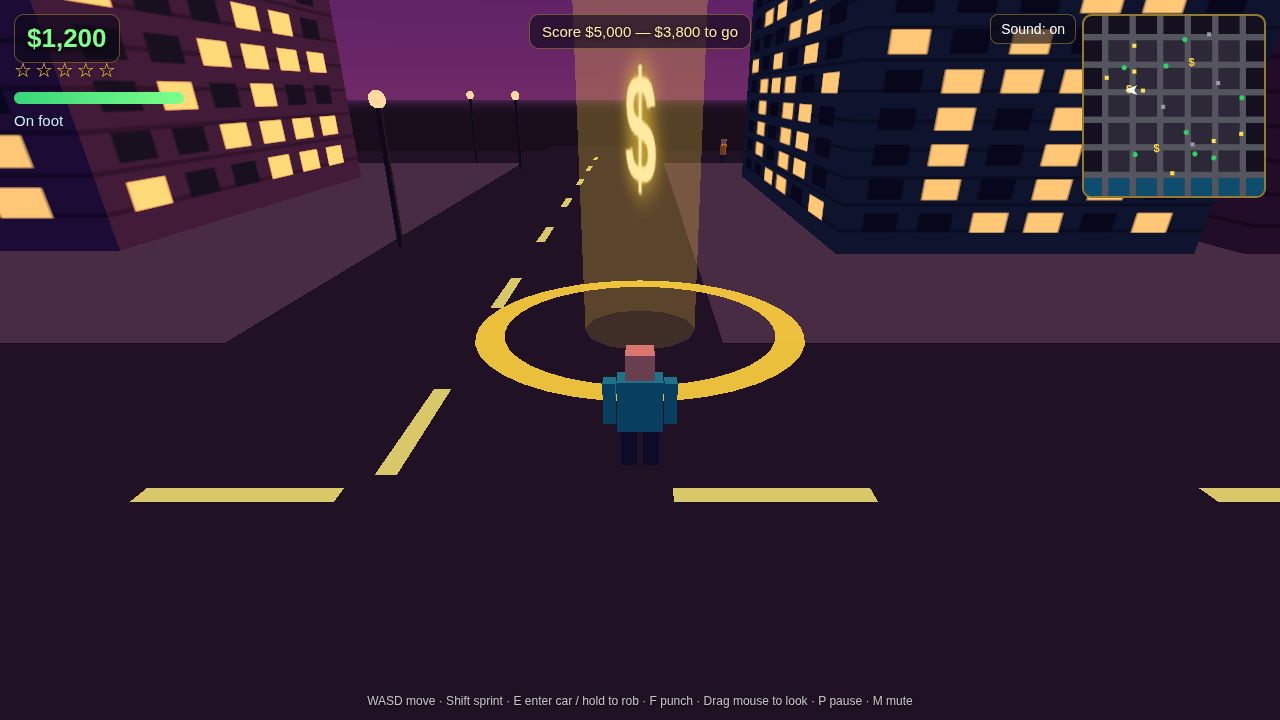 $1,200
☆☆☆☆☆
On foot
Score $5,000 — $3,800 to go
Sound: on
$
$
$
WASD move · Shift sprint · E enter car / hold to rob · F punch · Drag mouse to look · P pause · M mute